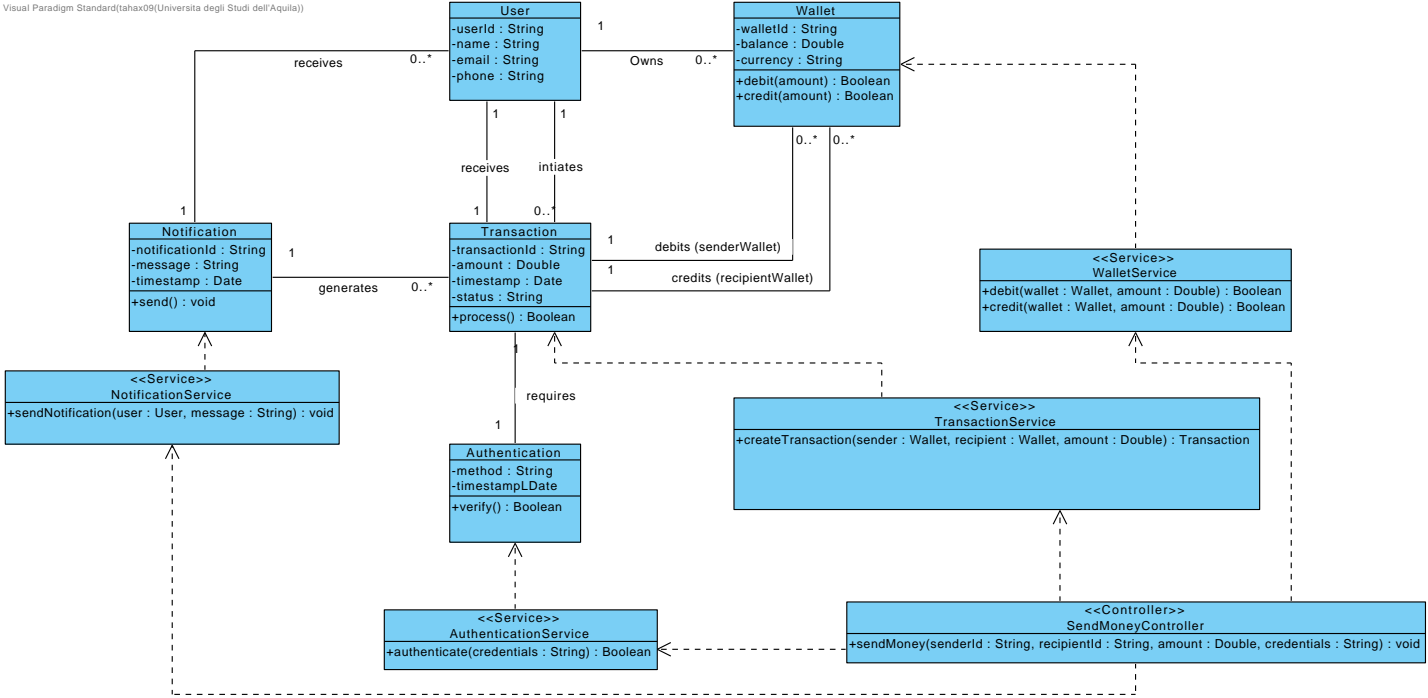 Visual Paradigm Standard(tahax09(Universita degli Studi dell'Aquila))
User
-userId : String
-name : String
-email : String
-phone : String
Wallet
-walletId : String
-balance : Double
-currency : String
+debit(amount) : Boolean
+credit(amount) : Boolean
receives
0..*
1
Owns
0..*
1
1
0..*
0..*
receives
intiates
1
1
0..*
Notification
-notificationId : String
-message : String
-timestamp : Date
+send() : void
1
generates
0..*
Transaction
-transactionId : String
-amount : Double
-timestamp : Date
-status : String
+process() : Boolean
1
debits (senderWallet)
1
credits (recipientWallet)
<<Service>>
WalletService
+debit(wallet : Wallet, amount : Double) : Boolean
+credit(wallet : Wallet, amount : Double) : Boolean
1
requires
1
<<Service>>
NotificationService
+sendNotification(user : User, message : String) : void
<<Service>>
TransactionService
+createTransaction(sender : Wallet, recipient : Wallet, amount : Double) : Transaction
Authentication
-method : String
-timestampLDate
+verify() : Boolean
<<Service>>
AuthenticationService
+authenticate(credentials : String) : Boolean
<<Controller>>
SendMoneyController
+sendMoney(senderId : String, recipientId : String, amount : Double, credentials : String) : void